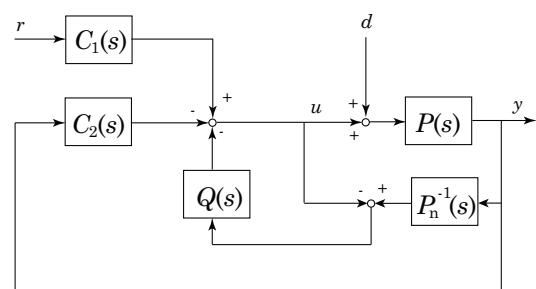 r
C₁(s)
d
+
C₂(s)
-
-
u
+
+
P(s)
y
Q(s)
-
+
Pₙ⁻¹(s)